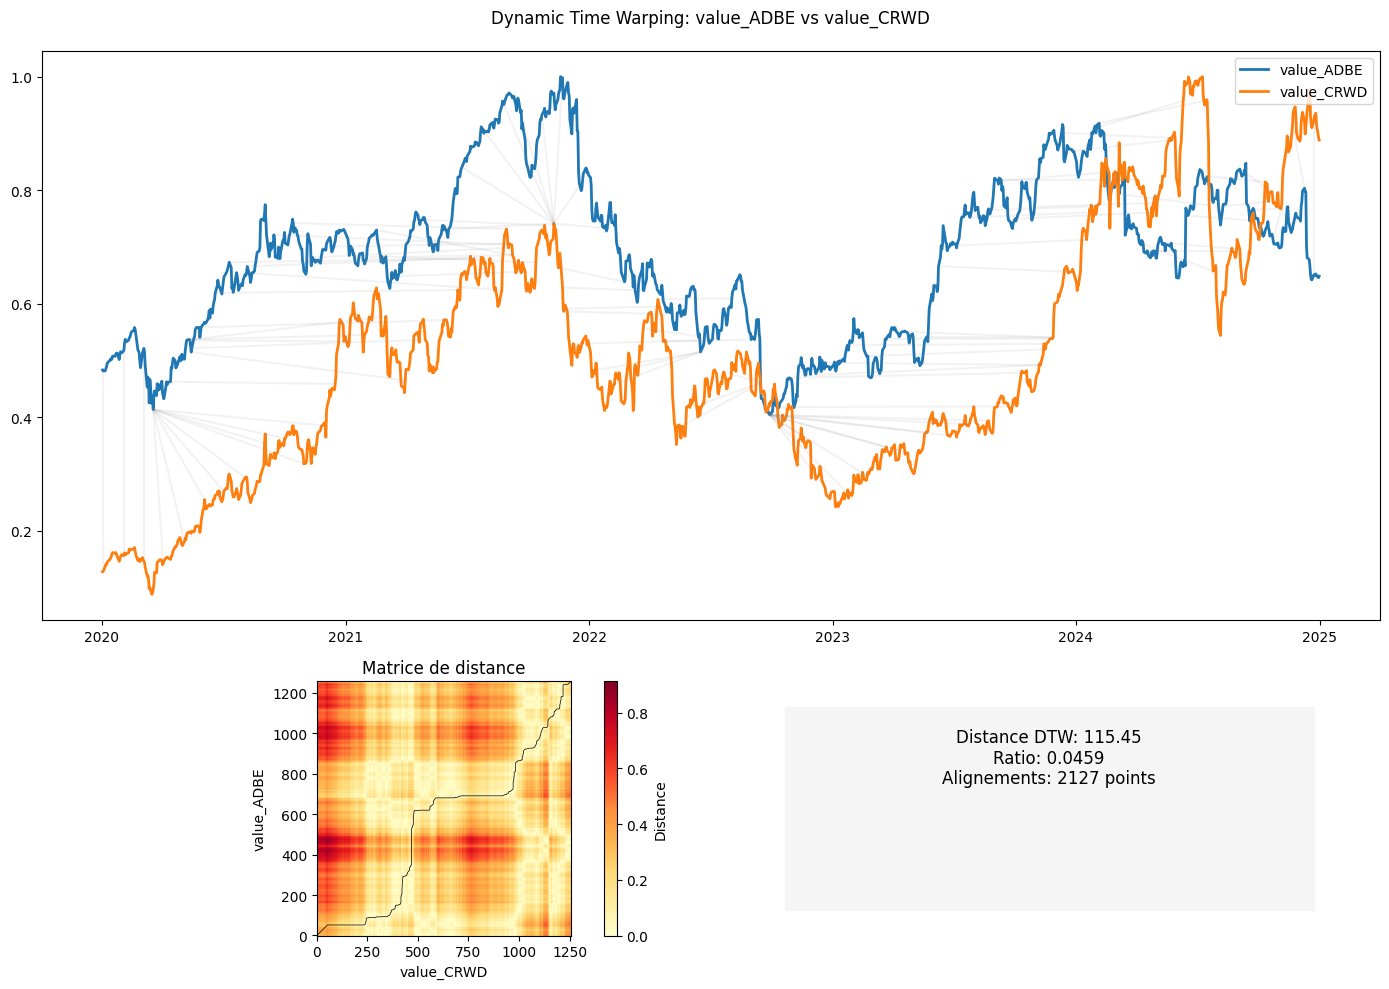 Dynamic Time Warping: value_ADBE vs value_CRWD
1.0
0.8
0.6
0.4
0.2
value_ADBE
value_CRWD
2020 2021 2022 2023 2024 2025
Matrice de distance
1200
1000
800
600
400
200
0
value_ADBE
0 250 500 750 1000 1250
value_CRWD
0.8
0.6
0.4
0.2
0.0
Distance
Distance DTW: 115.45
Ratio: 0.0459
Alignements: 2127 points